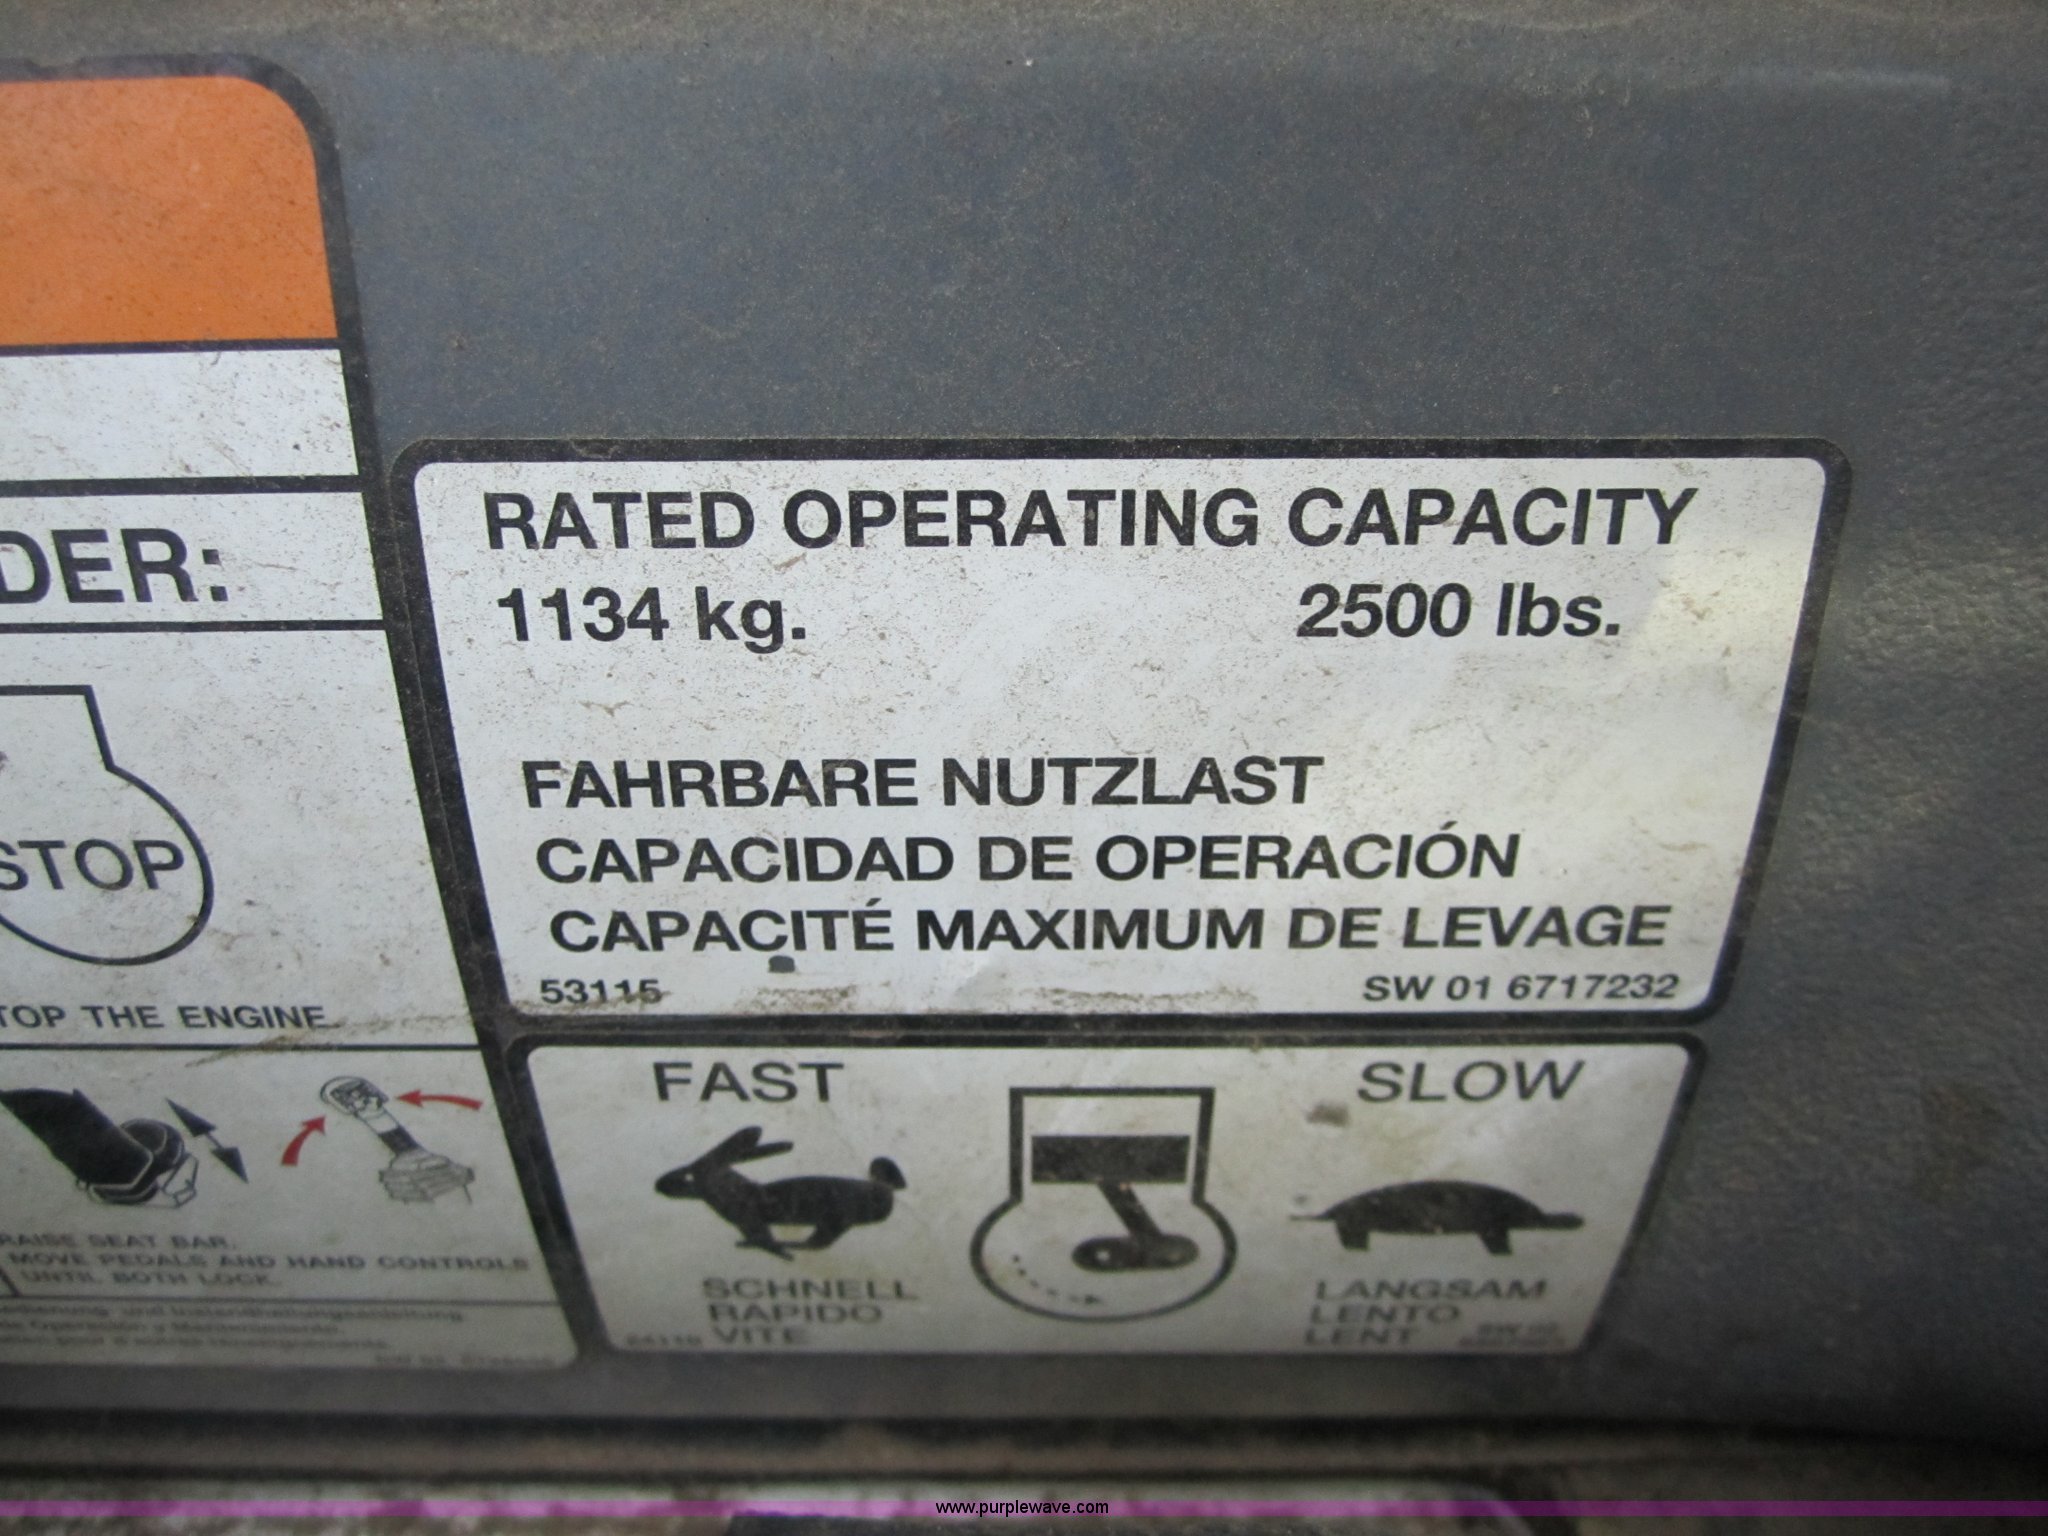 DER:
STOP
TOP THE ENGINE
RAISE SEAT BAR.
MOVE PEDALS AND HAND CONTROLS
UNTIL BOTH LOCK.
RATED OPERATING CAPACITY
1134 kg. 2500 lbs.
FAHRBARE NUTZLAST
CAPACIDAD DE OPERACIÓN
CAPACITÉ MAXIMUM DE LEVAGE
53115 SW 01 6717232
FAST SLOW
SCHNELL LANGSAM
RAPIDO LENTO
VITE LENT
www.purplewave.com